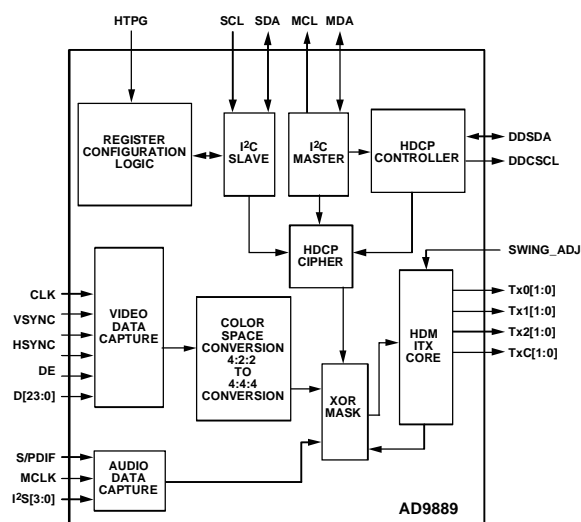 HTPG
SCL
SDA
MCL
MDA
REGISTER
CONFIGURATION
LOGIC
I²C
SLAVE
I²C
MASTER
HDCP
CONTROLLER
DDSDA
DDCSCL
HDCP
CIPHER
SWING_ADJ
CLK
VSYNC
HSYNC
DE
D[23:0]
VIDEO
DATA
CAPTURE
COLOR
SPACE
CONVERSION
4:2:2
TO
4:4:4
CONVERSION
XOR
MASK
HDM
ITX
CORE
Tx0[1:0]
Tx1[1:0]
Tx2[1:0]
TxC[1:0]
S/PDIF
MCLK
I²S[3:0]
AUDIO
DATA
CAPTURE
AD9889